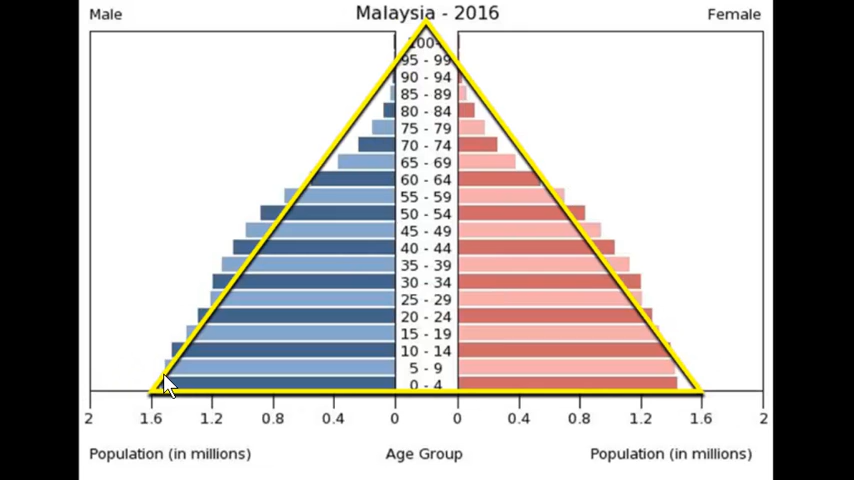 Malaysia - 2016
Male
Female
100+
95 - 99
90 - 94
85 - 89
80 - 84
75 - 79
70 - 74
65 - 69
60 - 64
55 - 59
50 - 54
45 - 49
40 - 44
35 - 39
30 - 34
25 - 29
20 - 24
15 - 19
10 - 14
5 - 9
0 - 4
2 1.6 1.2 0.8 0.4 0 0 0.4 0.8 1.2 1.6 2
Population (in millions) Age Group Population (in millions)